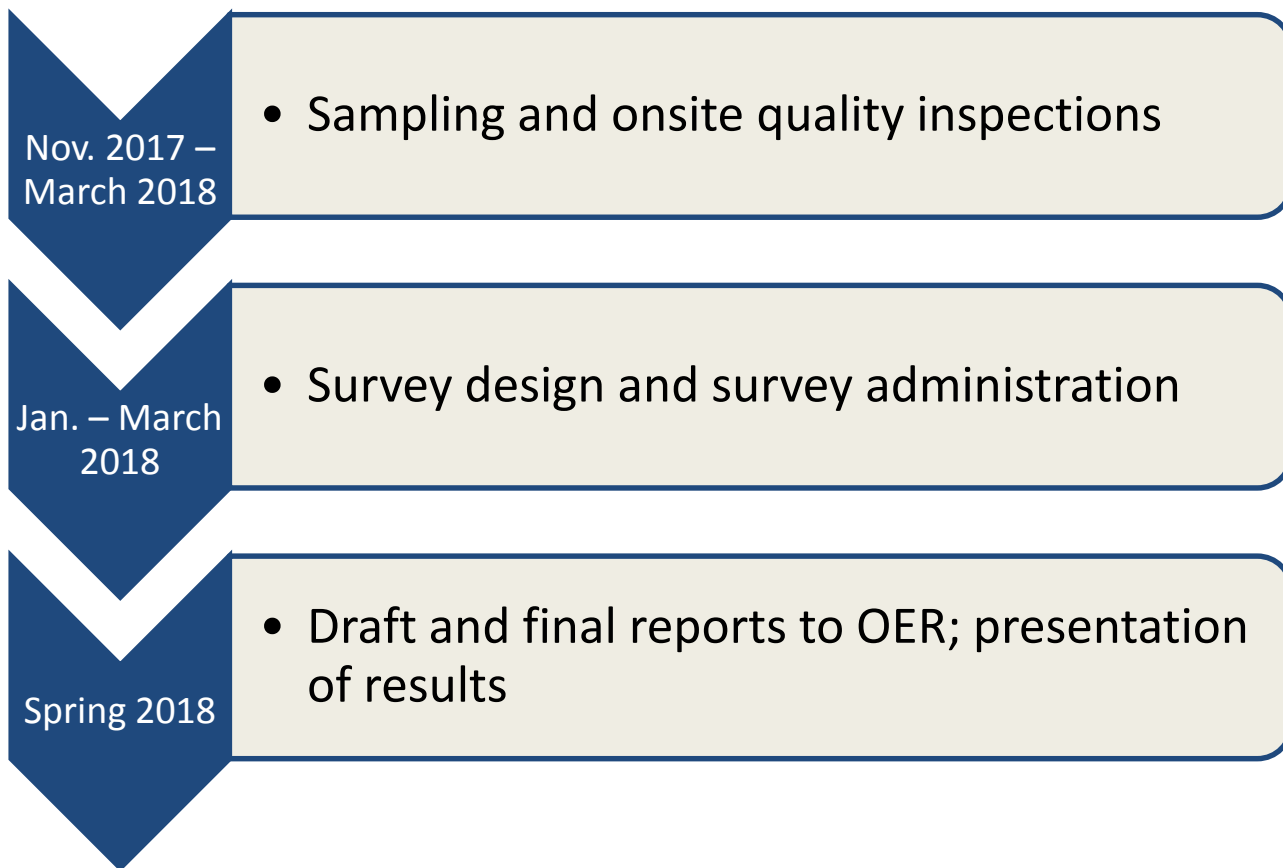 Nov. 2017 –
March 2018
• Sampling and onsite quality inspections
Jan. – March
2018
• Survey design and survey administration
Spring 2018
• Draft and final reports to OER; presentation
of results